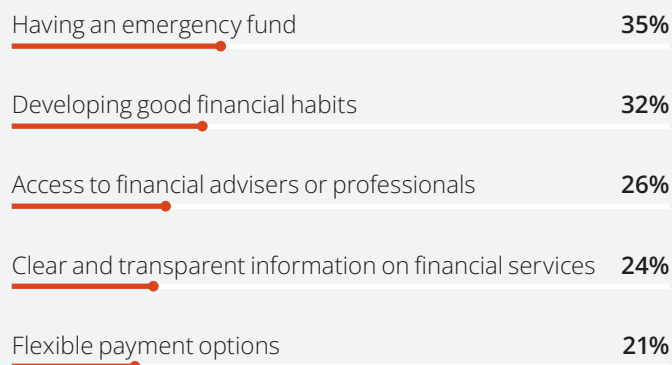 Having an emergency fund 35%
Developing good financial habits 32%
Access to financial advisers or professionals 26%
Clear and transparent information on financial services 24%
Flexible payment options 21%